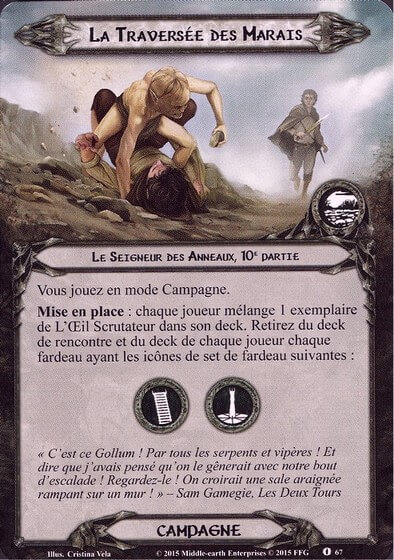 La Traversée des Marais
Le Seigneur des Anneaux, 10e partie
Vous jouez en mode Campagne.
Mise en place : chaque joueur mélange 1 exemplaire
de L'Œil Scrutateur dans son deck. Retirez du deck
de rencontre et du deck de chaque joueur chaque
fardeau ayant les icônes de set de fardeau suivantes :
« C'est ce Gollum ! Par tous les serpents et vipères ! Et
dire que j'avais pensé qu'on le gênerait avec notre bout
d'escalade ! Regardez-le ! On croirait une sale araignée
rampant sur un mur ! » – Sam Gamegie, Les Deux Tours
CAMPAGNE
Illus. Cristina Vela © 2015 Middle-earth Enterprises © 2015 FFG 67